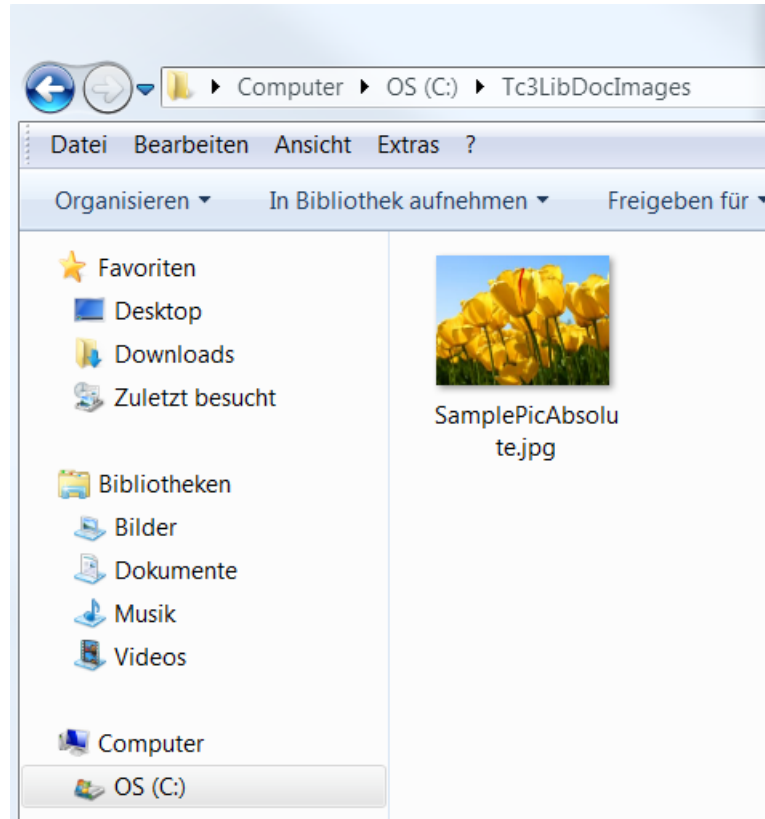 Computer OS (C:) Tc3LibDocImages
Datei Bearbeiten Ansicht Extras ?
Organisieren In Bibliothek aufnehmen Freigeben für
Favoriten
Desktop
Downloads
Zuletzt besucht
Bibliotheken
Bilder
Dokumente
Musik
Videos
Computer
OS (C:)
SamplePicAbsolu
te.jpg